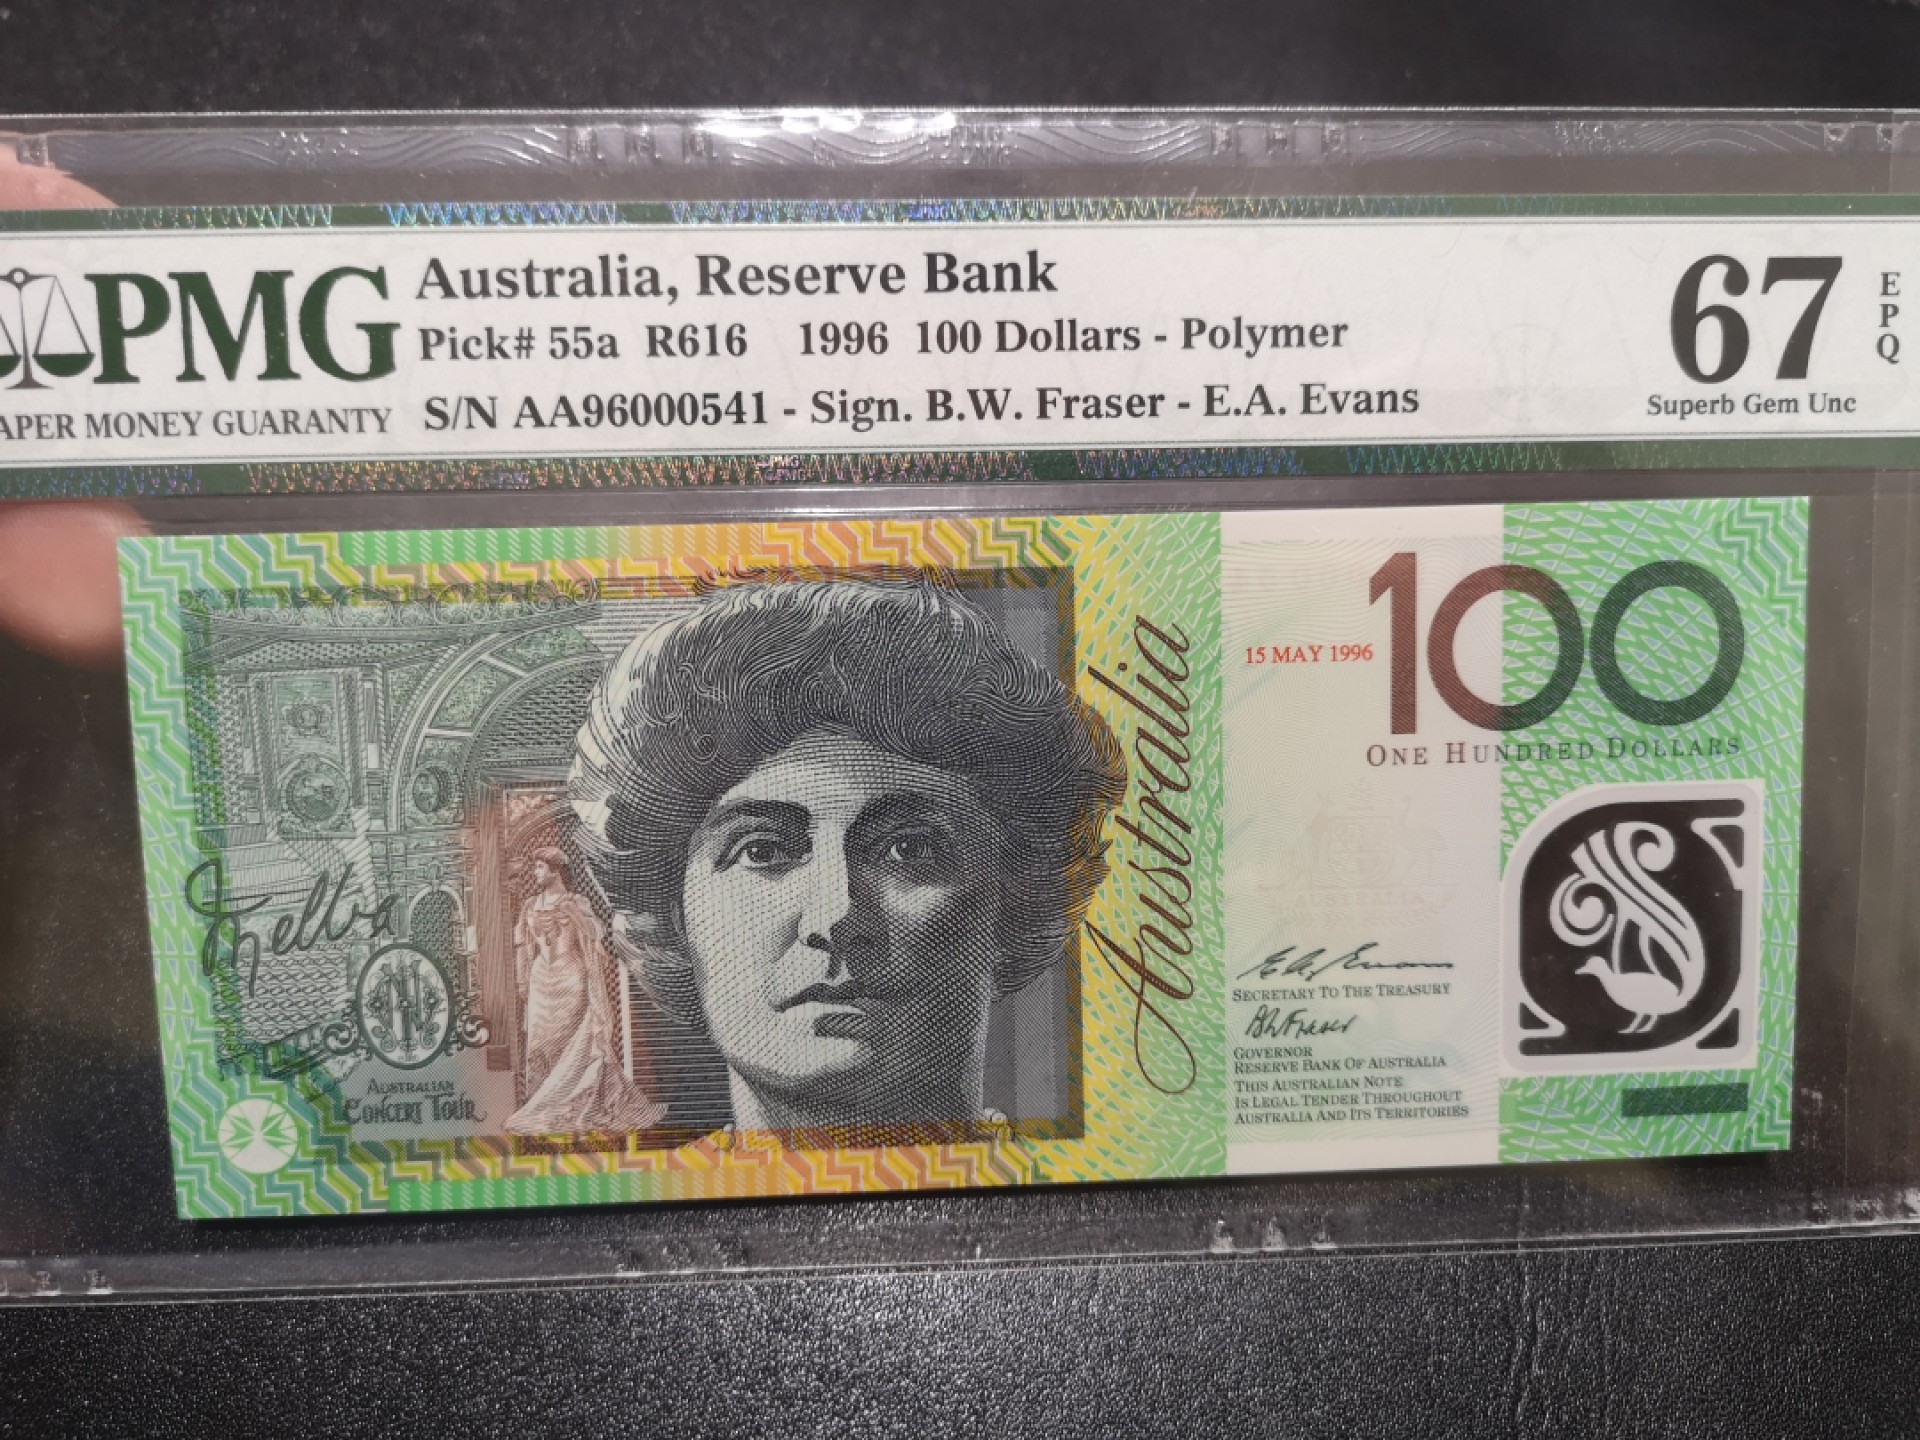 PMG
PAPER MONEY GUARANTY
Australia, Reserve Bank
Pick# 55a R616 1996 100 Dollars - Polymer
S/N AA96000541 - Sign. B.W. Fraser - E.A. Evans
67
EPQ
Superb Gem Unc
Australia
15 MAY 1996
100
ONE HUNDRED DOLLARS
AUSTRALIA
Melba
AUSTRALIAN
CONCERT TOUR
SECRETARY TO THE TREASURY
GOVERNOR
RESERVE BANK OF AUSTRALIA
THIS AUSTRALIAN NOTE
IS LEGAL TENDER THROUGHOUT
AUSTRALIA AND ITS TERRITORIES